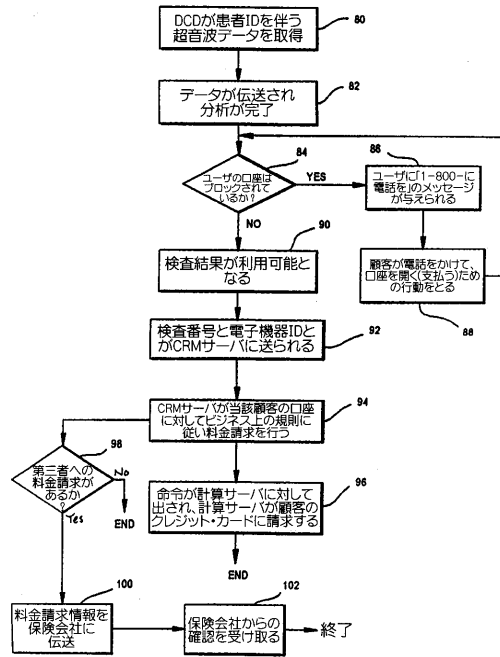 DCDが患者IDを伴う
超音波データを取得
80
データが伝送され
分析が完了
82
84
ユーザの口座は
ブロックされて
いるか?
YES
NO
86
ユーザに「1-800-に
電話を」のメッセージ
が与えられる
顧客が電話をかけて、
口座を開く(支払う)ための
行動をとる
88
90
検査結果が利用可能と
なる
検査番号と電子機器IDと
がCRMサーバに送られる
92
CRMサーバが当該顧客の口座
に対してビジネス上の規則に
従い料金請求を行う
94
98
第三者への
料金請求が
あるか
?
No
END
Yes
命令が計算サーバに対して
出され、計算サーバが顧客の
クレジット・カードに請求する
96
END
100
料金請求情報を
保険会社に
伝送
102
保険会社からの
確認を受け取る
終了